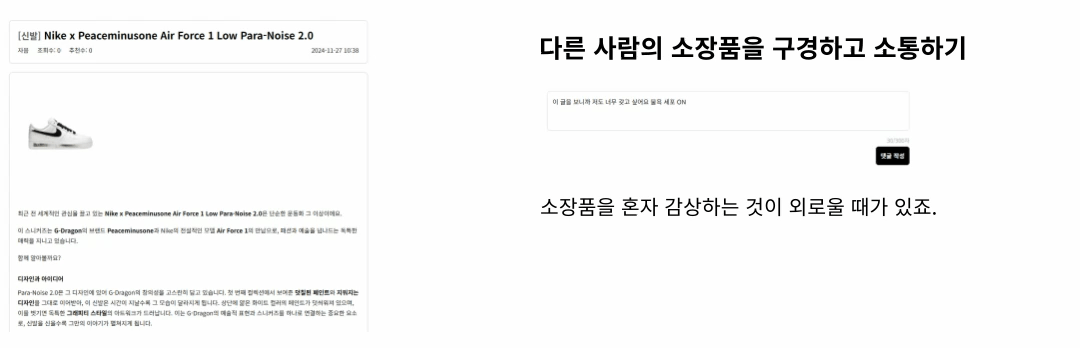 [신발] Nike x Peaceminusone Air Force 1 Low Para-Noise 2.0
자몽 조회수: 0 추천수: 0 2024-11-27 10:38
최근 전 세계적인 관심을 끌고 있는 Nike x Peaceminusone Air Force 1 Low Para-Noise 2.0은 단순한 운동화 그 이상이에요.
이 스니커즈는 G-Dragon의 브랜드 Peaceminusone과 Nike의 전설적인 모델 Air Force 1의 만남으로, 패션과 예술을 넘나드는 독특한
매력을 지니고 있습니다.
함께 알아볼까요?
디자인과 아이디어
Para-Noise 2.0은 그 디자인에 있어 G-Dragon의 창의성을 고스란히 담고 있습니다. 첫 번째 컬렉션에서 보여준 덧칠된 페인트와 지워지는
디자인을 그대로 이어받아, 이 신발은 시간이 지날수록 그 모습이 달라지게 됩니다. 상단에 얇은 화이트 컬러의 페인트가 덧씌워져 있으며,
이를 벗기면 독특한 그래피티 스타일의 아트워크가 드러납니다. 이는 G-Dragon의 예술적 표현과 스니커즈를 하나로 연결하는 중요한 요소
로, 신발을 신을수록 그만의 이야기가 펼쳐지게 됩니다.
다른 사람의 소장품을 구경하고 소통하기
이 글을 보니까 저도 너무 갖고 싶어요 물욕 세포 ON
댓글 작성
소장품을 혼자 감상하는 것이 외로울 때가 있죠.